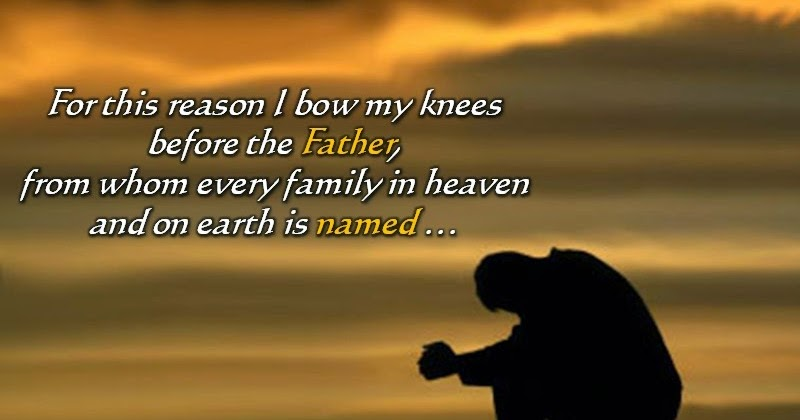 For this reason I bow my knees
before the Father,
from whom every family in heaven
and on earth is named ...